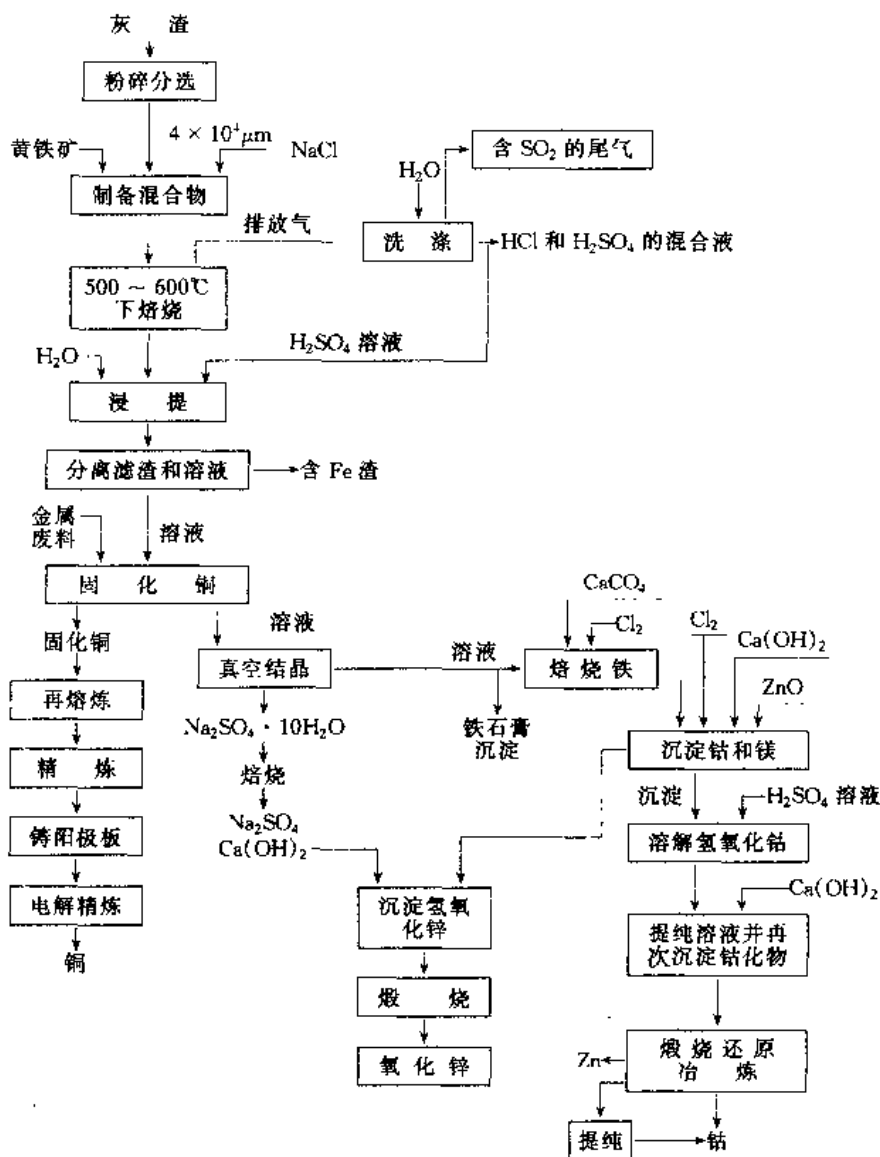 灰 渣
粉碎分选
4 × 10⁴μm
黄铁矿
NaCl
制备混合物
含 SO₂ 的尾气
H₂O
排放气
洗 涤
HCl 和 H₂SO₄ 的混合液
500 ～ 600℃
下焙烧
H₂SO₄ 溶液
H₂O
浸 提
分离滤渣和溶液
含 Fe 渣
金属
废料
溶液
固 化 铜
固化铜
再熔炼
精 炼
铸阳极板
电解精炼
铜
溶液
真空结晶
Na₂SO₄・10H₂O
焙烧
Na₂SO₄
Ca(OH)₂
溶液
CaCO₄
Cl₂
焙 烧 铁
铁石膏
沉淀
沉淀氢氧
化锌
煅 烧
氧 化 锌
Cl₂
Ca(OH)₂
ZnO
沉淀钴和镁
沉淀
H₂SO₄ 溶液
溶解氢氧化钴
Ca(OH)₂
提纯溶液并再
次沉淀钴化物
煅 烧 还 原
冶 炼
Zn
提纯
钴